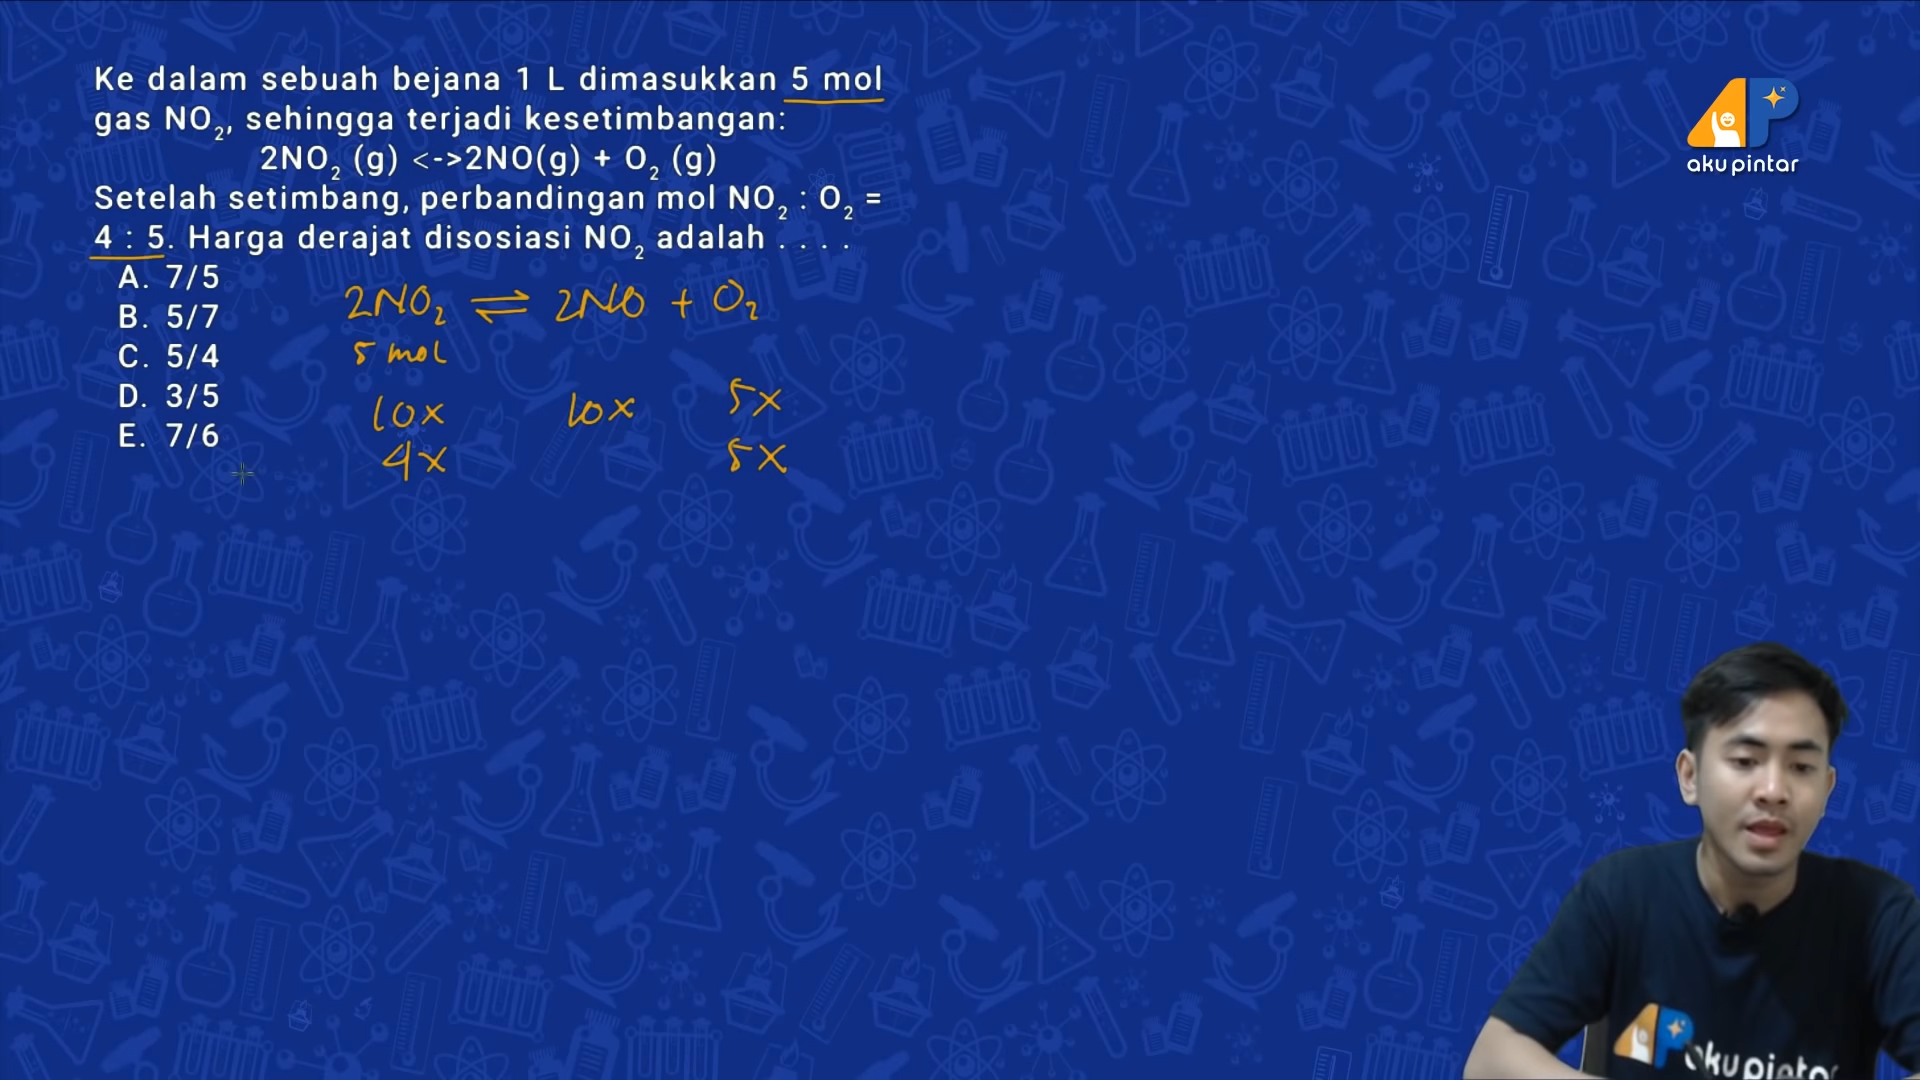 Ke dalam sebuah bejana 1 L dimasukkan 5 mol
gas NO₂, sehingga terjadi kesetimbangan:
2NO₂ (g) <->2NO(g) + O₂ (g)
Setelah setimbang, perbandingan mol NO₂ : O₂ =
4 : 5. Harga derajat disosiasi NO₂ adalah . . . .
A. 7/5
B. 5/7
C. 5/4
D. 3/5
E. 7/6
2NO₂ ⇌ 2NO + O₂
5 mol
10x 10x 5x
4x 5x
aku pintar
aku pintar